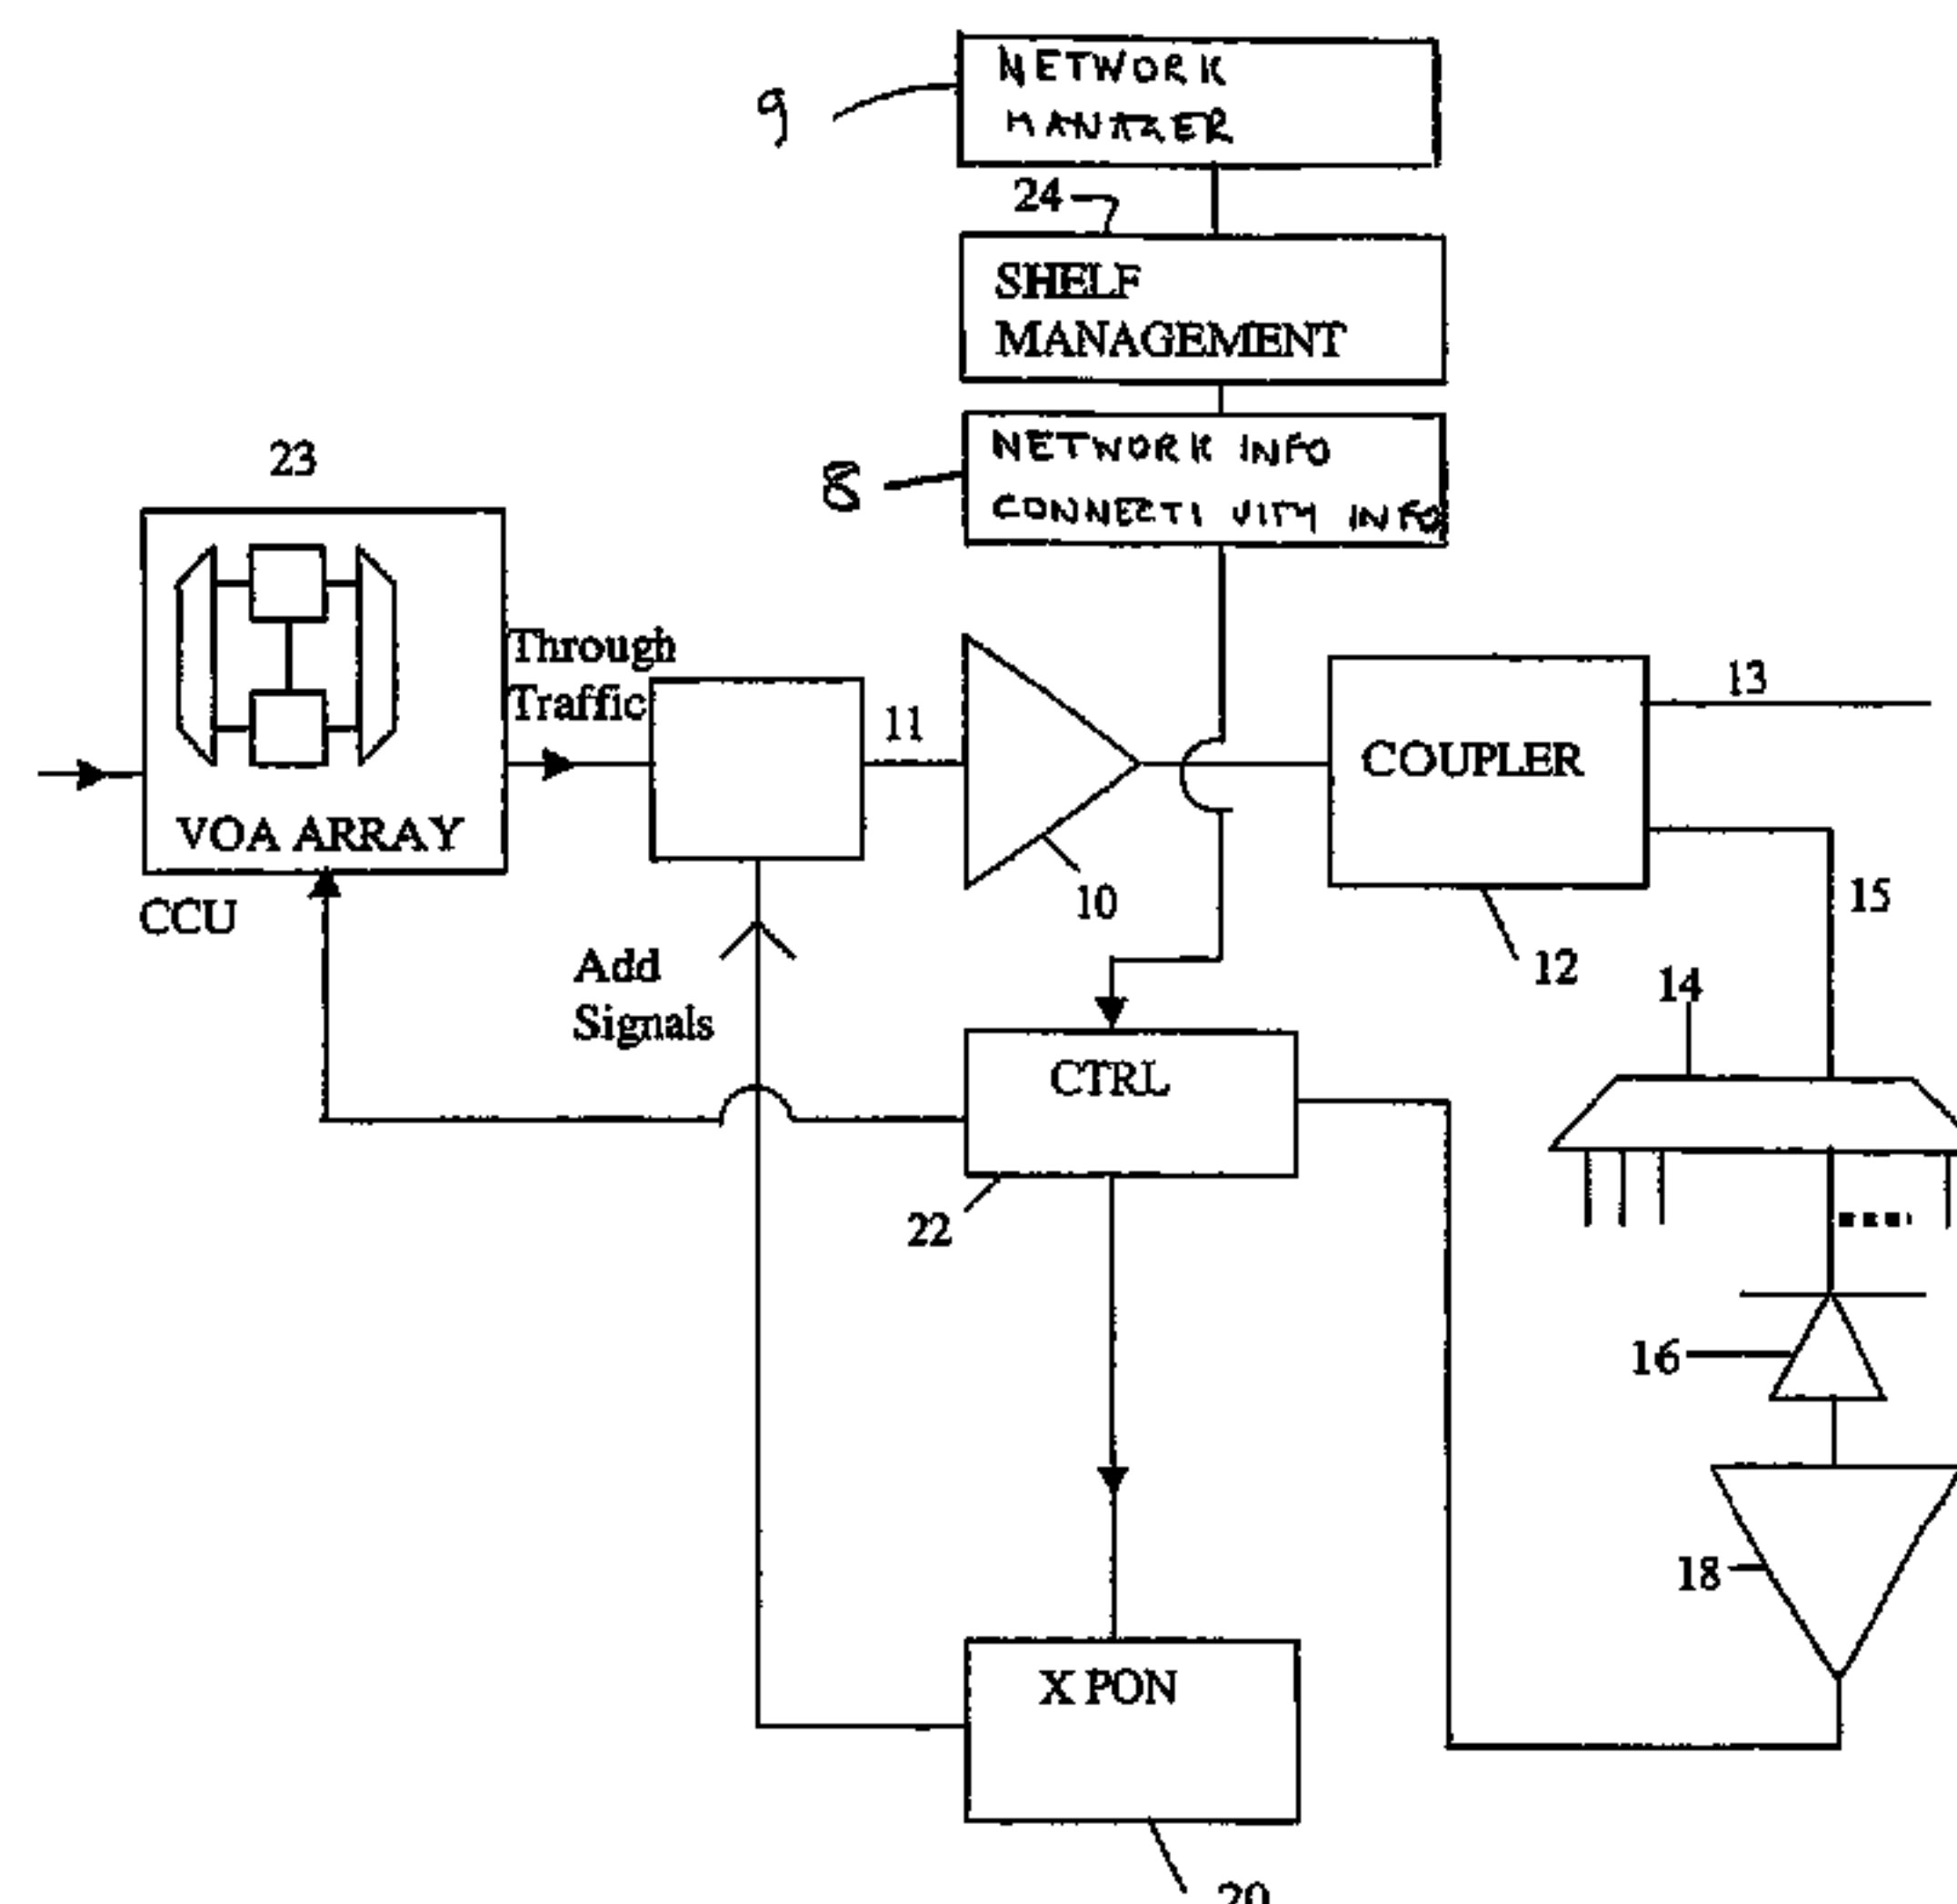 NETWORK
MANAGER
9
24
SHELF
MANAGEMENT
NETWORK INFO
CONNECTIVITY INFO
8
23
VOA ARRAY
CCU
Through
Traffic
11
10
COUPLER
13
12
15
14
Add
Signals
CTRL
22
16
18
X PON
20